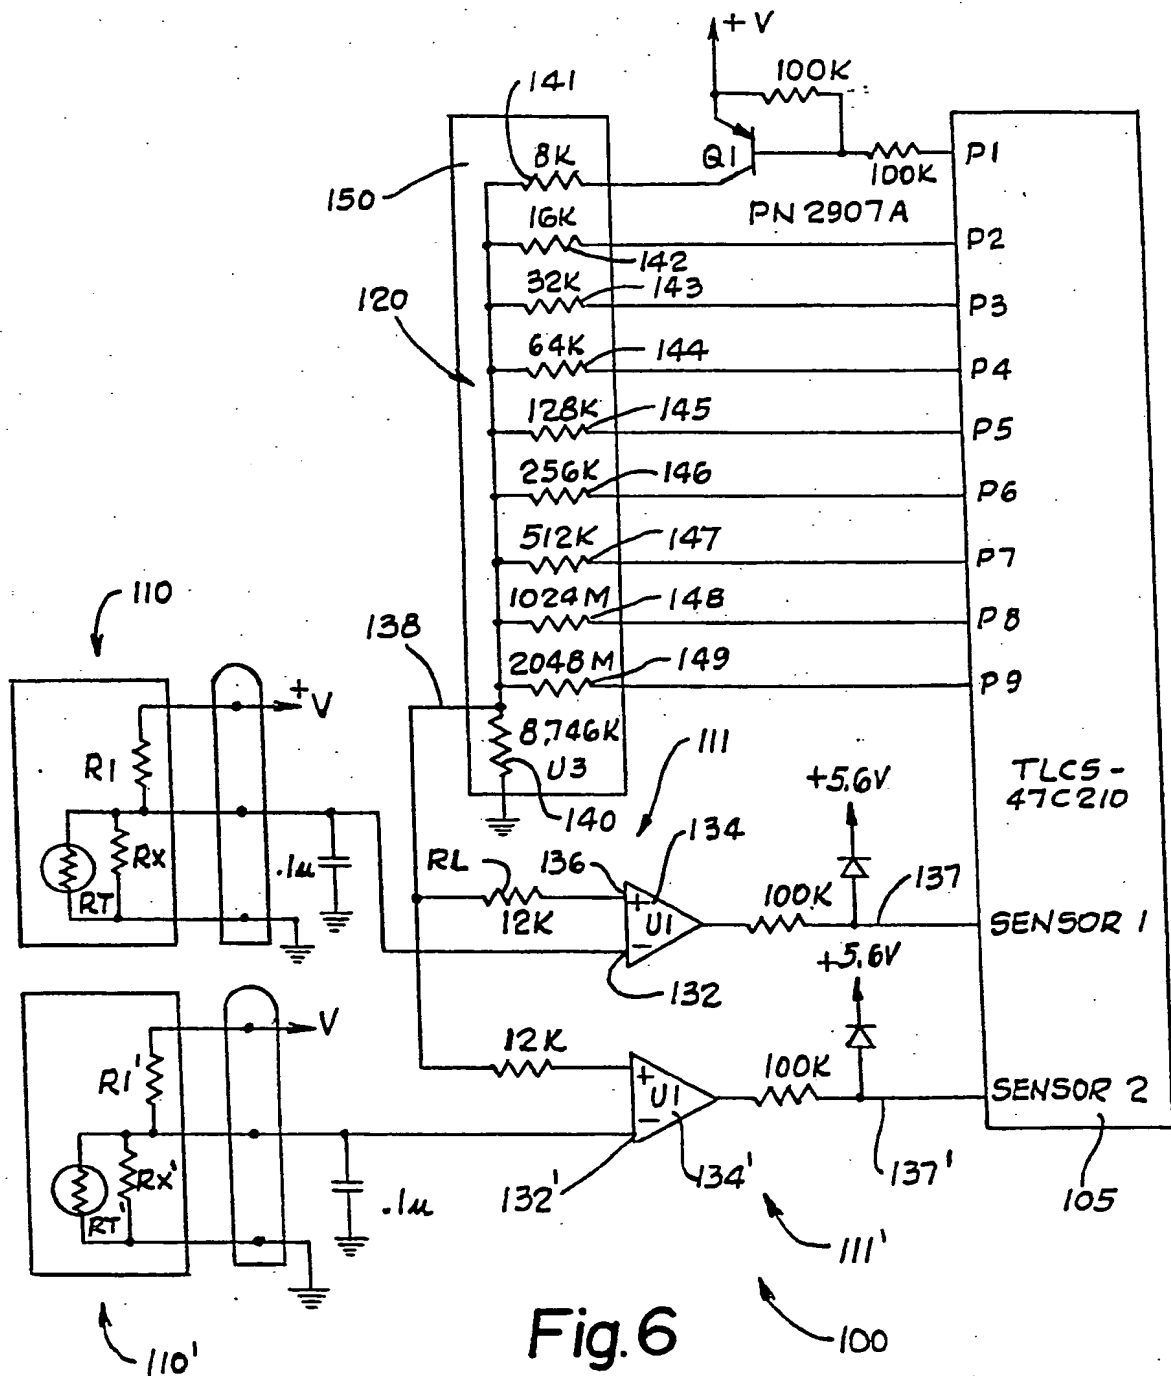 +V
100K
141
Q1
100K
P1
8K
150
PN 2907A
16K
P2
142
32K
143
P3
120
64K
144
P4
128K
145
P5
256K
146
P6
512K
147
P7
110
1024M
148
P8
138
2048M
149
P9
+V
8,746K
111
R1
U3
TLCS-
47C210
+5.6V
140
134
RL
136
Rx
.1µ
RT
+
U1
−
12K
100K
137
SENSOR 1
+5.6V
132
V
12K
R1'
+
U1
−
100K
SENSOR 2
Rx'
RT'
132'
134'
137'
105
.1µ
111'
Fig.6
100
110'